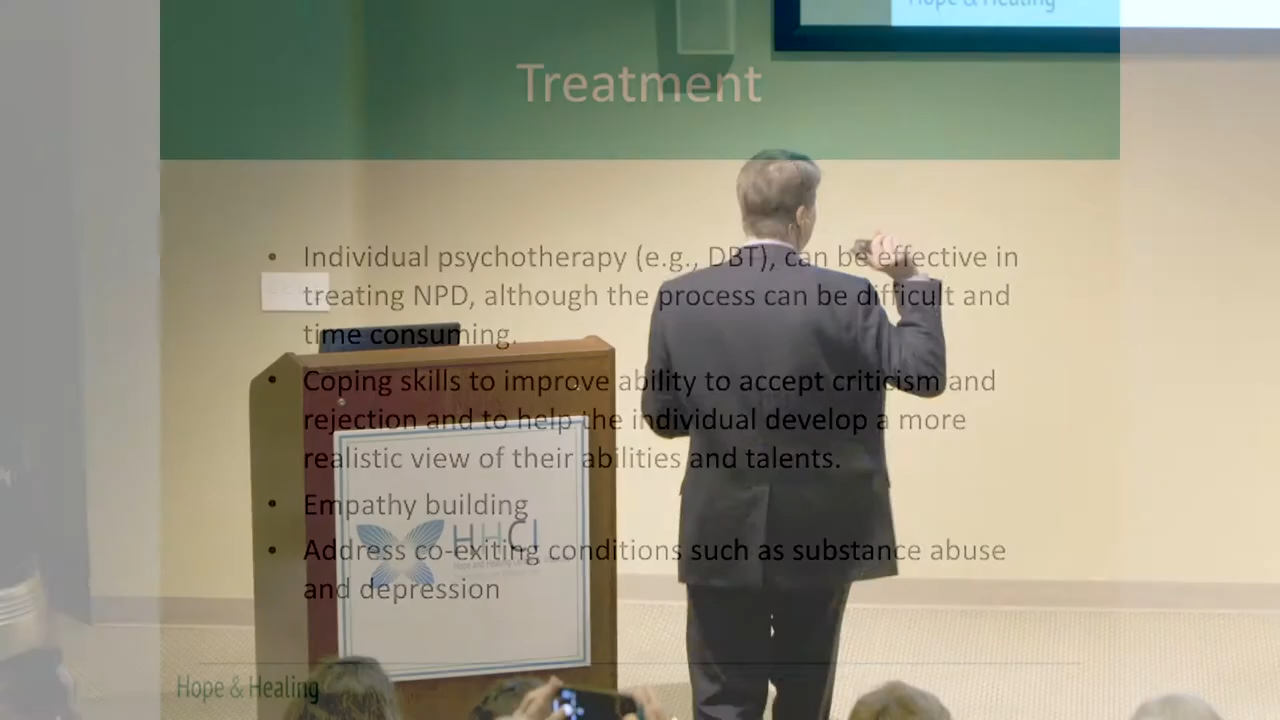 Hope & Healing
Treatment
• Individual psychotherapy (e.g., DBT), can be effective in
treating NPD, although the process can be difficult and
time consuming.
• Coping skills to improve ability to accept criticism and
rejection and to help the individual develop a more
realistic view of their abilities and talents.
• Empathy building
• Address co-exiting conditions such as substance abuse
and depression
HHCI
Hope & Healing